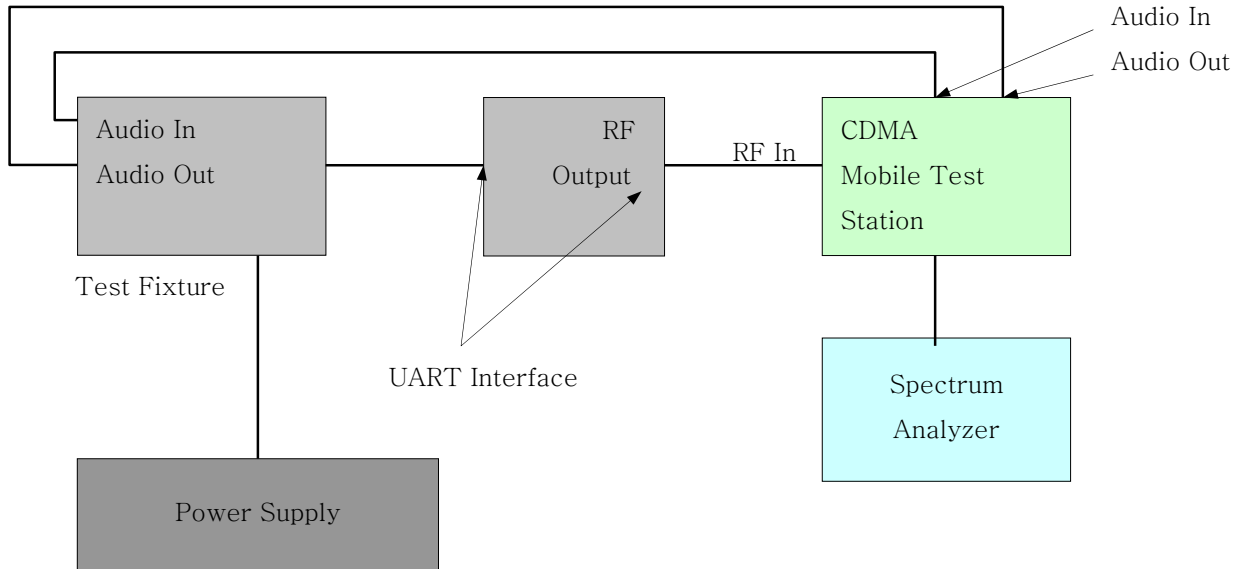 Audio In
Audio Out
Audio In
Audio Out
Test Fixture
RF
Output
UART Interface
RF In
CDMA
Mobile Test
Station
Spectrum
Analyzer
Power Supply